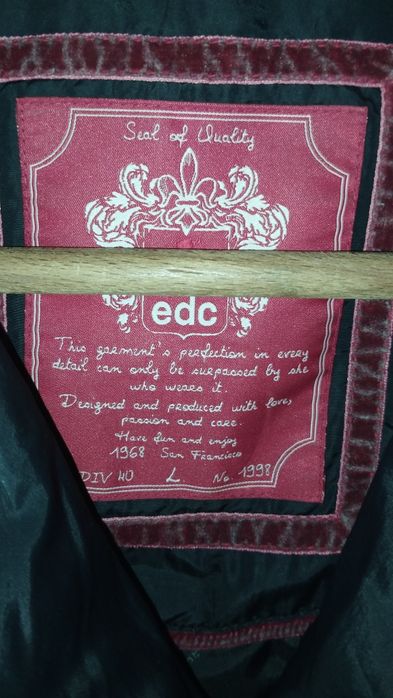 Seal of Quality
edc
This garment's perfection in every
detail can only be surpassed by she
who wears it.
Designed and produced with love,
passion and care.
Have fun and enjoy
1968 San Francisco
DIV 40 L No 1998